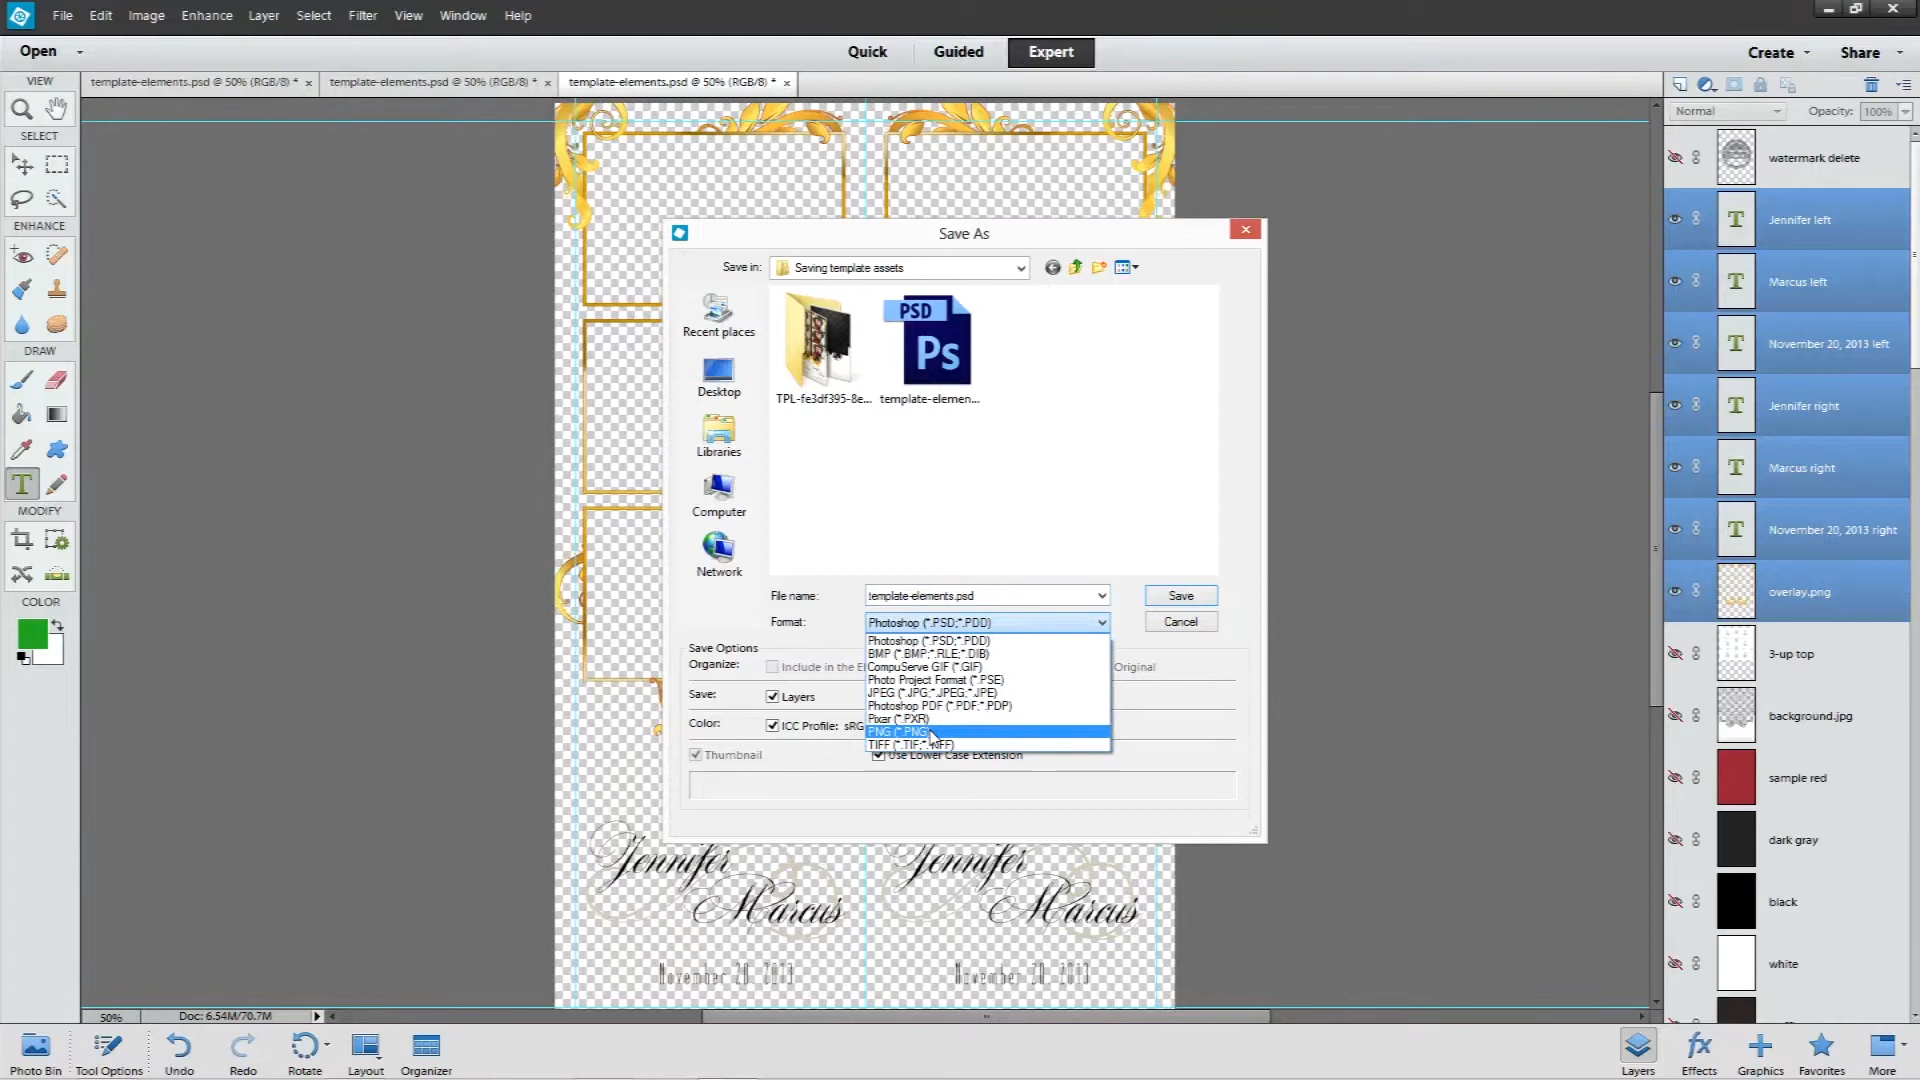 File Edit Image Enhance Layer Select Filter View Window Help
Open Quick Guided Expert Create Share
VIEW
template-elements.psd @ 50% (RGB/8) * × template-elements.psd @ 50% (RGB/8) * × template-elements.psd @ 50% (RGB/8) * ×
Normal Opacity: 100%
SELECT
ENHANCE
DRAW
MODIFY
COLOR
Save As
Save in: Saving template assets
Recent places
Desktop
Libraries
Computer
Network
PSD
Ps
TPL-fe3df395-8e... template-elemen...
File name: template-elements.psd Save
Format: Photoshop (*.PSD;*.PDD) Cancel
Photoshop (*.PSD;*.PDD)
BMP (*.BMP;*.RLE;*.DIB)
CompuServe GIF (*.GIF)
Photo Project Format (*.PSE)
JPEG (*.JPG;*.JPEG;*.JPE)
Photoshop PDF (*.PDF;*.PDP)
Pixar (*.PXR)
PNG (*.PNG)
Save Options
Organize: Include in the El Original
Save: Layers
Color: ICC Profile: sRG
Thumbnail Use Lower Case Extension
watermark delete
T Jennifer left
T Marcus left
T November 20, 2013 left
T Jennifer right
T Marcus right
T November 20, 2013 right
overlay.png
3-up top
background.jpg
sample red
dark gray
black
white
Jennifer Jennifer
Marcus Marcus
November 20, 2013 November 20, 2013
50% Doc: 6.54M/70.7M
Photo Bin Tool Options Undo Redo Rotate Layout Organizer
fx
Layers Effects Graphics Favorites More